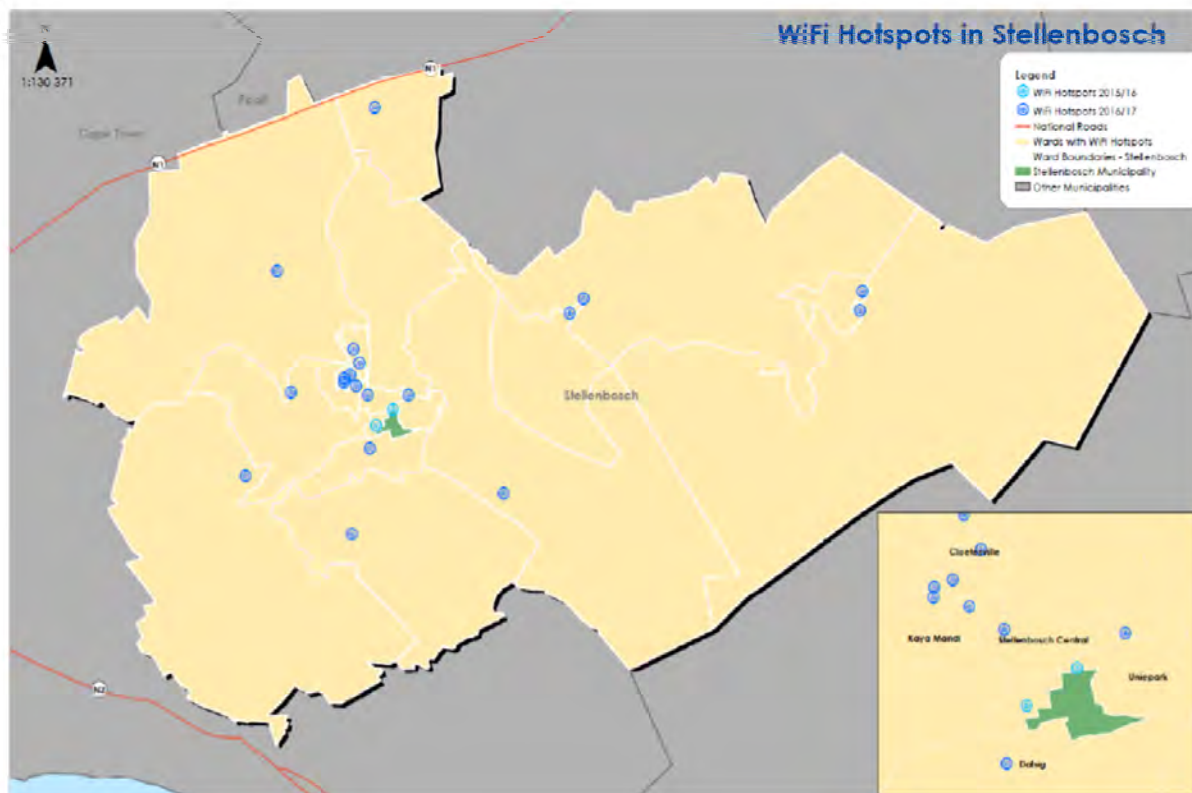 WiFi Hotspots in Stellenbosch
N
1:130 371
N1
Paarl
Cape Town
N1
Legend
WiFi Hotspots 2015/16
WiFi Hotspots 2016/17
National Roads
Wards with WiFi Hotspots
Ward Boundaries - Stellenbosch
Stellenbosch Municipality
Other Municipalities
Stellenbosch
N2
Cloetesville
Kaya Mandi
Stellenbosch Central
Uniepark
Dalsig